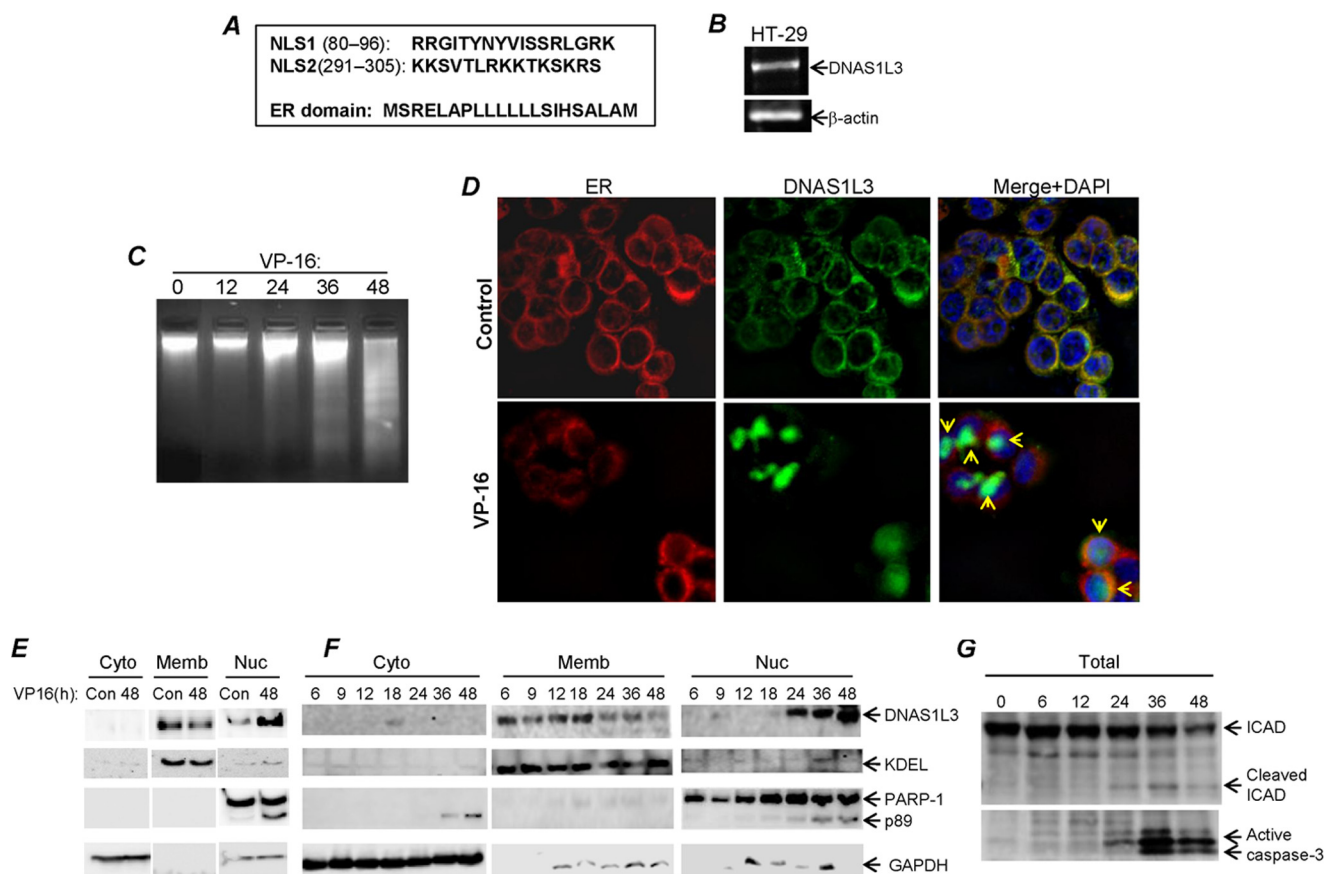 A
NLS1 (80–96): RRGITYNYVISSRLGRK
NLS2(291–305): KKSVTLRKKTKSKRS
ER domain: MSRELAPLLLLLLSIHSALAM
B
HT-29
DNAS1L3
β-actin
C
VP-16:
0 12 24 36 48
D
ER DNAS1L3 Merge+DAPI
Control
VP-16
E
Cyto Memb Nuc
VP16(h): Con 48 Con 48 Con 48
F
Cyto Memb Nuc
6 9 12 18 24 36 48 6 9 12 18 24 36 48 6 9 12 18 24 36 48
DNAS1L3
KDEL
PARP-1
p89
GAPDH
G
Total
0 6 12 24 36 48
ICAD
Cleaved
ICAD
Active
caspase-3